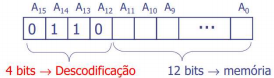 A15 A14 A13 A12 A11 A10 A9 A0
0 1 1 0 ...
4 bits → Descodificação 12 bits → memória